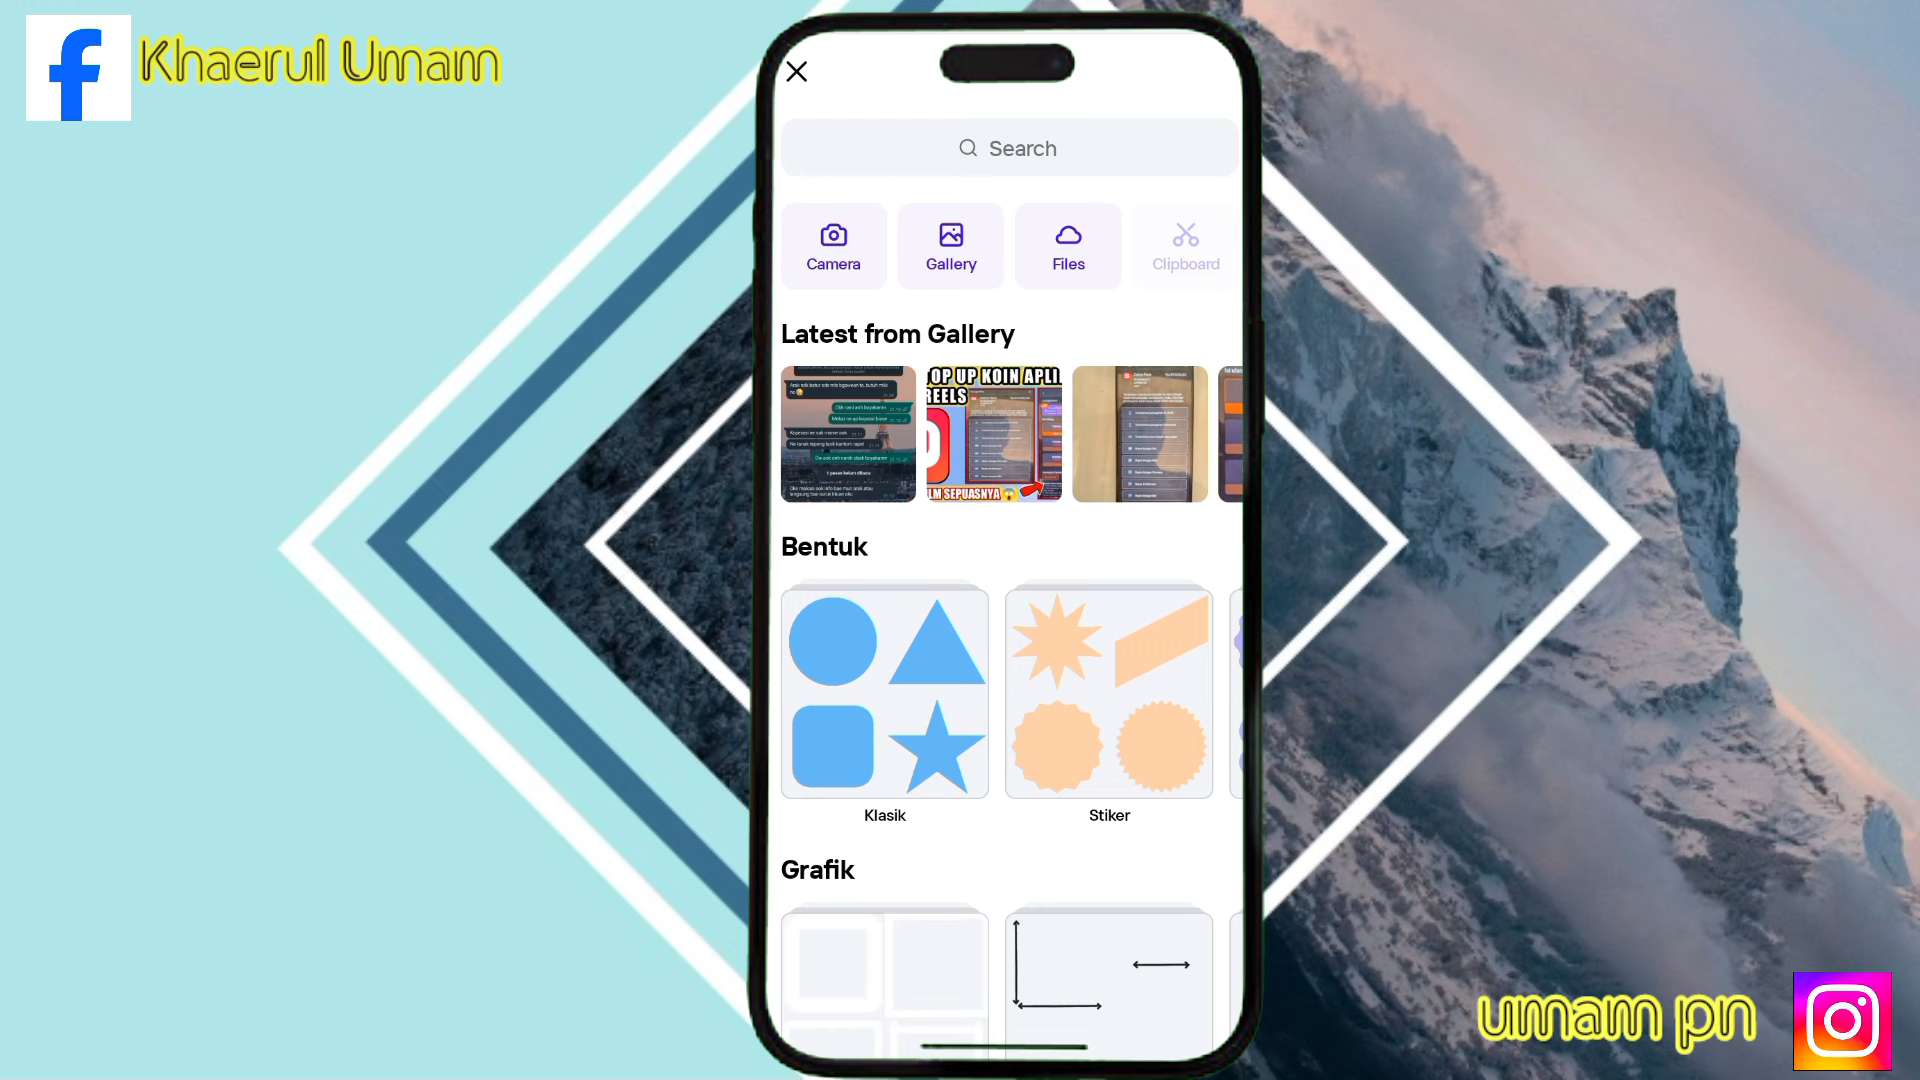 Khaerul Umam
Search
Camera
Gallery
Files
Clipboard
Latest from Gallery
OP UP KOIN APLI
REELS
LM SEPUASNYA
Bentuk
Klasik
Stiker
Grafik
umam pn